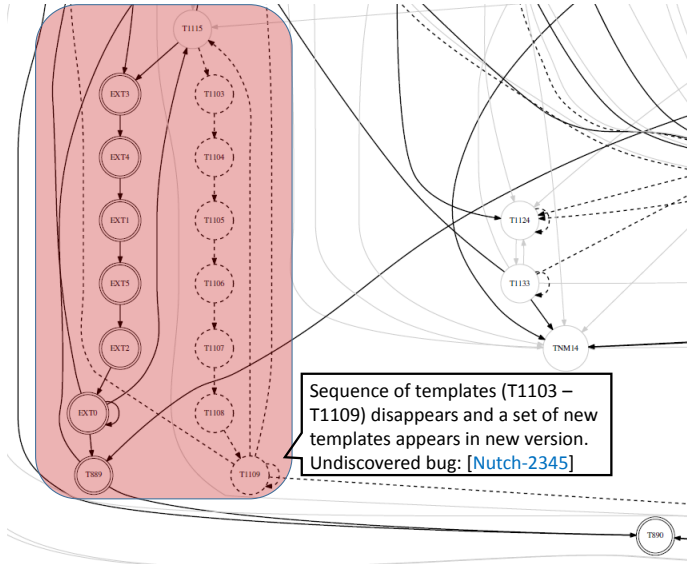 T1115
EXT3
T1103
EXT4
T1104
EXT1
T1105
T1124
EXT5
T1106
T1133
EXT2
T1107
TNM14
EXT0
T1108
Sequence of templates (T1103 –
T1109) disappears and a set of new
templates appears in new version.
Undiscovered bug: [Nutch-2345]
T889
T1109
T890